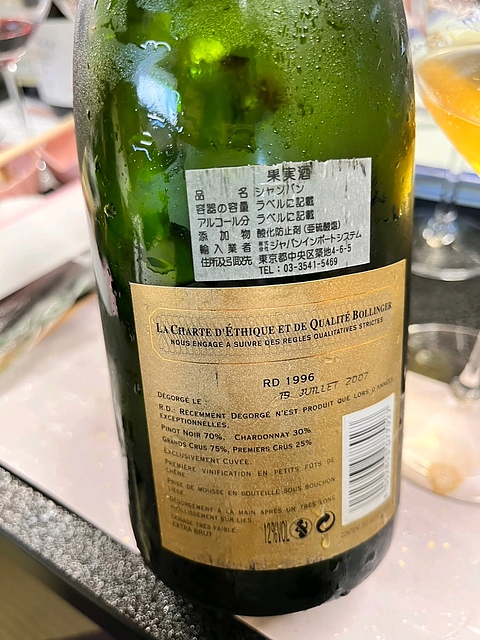 果実酒
品 名 シャンパン
容器の容量 ラベルに記載
アルコール分 ラベルに記載
添 加 物 酸化防止剤(亜硫酸塩)
輸 入 業 者 株式会社ジャパンインポートシステム
住所及引取先 東京都中央区築地4-6-5
TEL:03-3541-5469
LA CHARTE D'ÉTHIQUE ET DE QUALITÉ BOLLINGER
NOUS ENGAGE À SUIVRE DES RÈGLES QUALITATIVES STRICTES
RD 1996
DÉGORGÉ LE : 19 JUILLET 2007
R.D.: RÉCEMMENT DÉGORGÉ N'EST PRODUIT QUE LORS D'ANNÉES
EXCEPTIONNELLES.
PINOT NOIR 70%, CHARDONNAY 30%
GRANDS CRUS 75%, PREMIERS CRUS 25%
EXCLUSIVEMENT CUVÉE.
PREMIÈRE VINIFICATION EN PETITS FÛTS DE
CHÊNE
PRISE DE MOUSSE EN BOUTEILLE SOUS BOUCHON
LIÈGE
DÉGORGEMENT À LA MAIN APRÈS UN TRÈS LONG
VIEILLISSEMENT SUR LIES.
DOSAGE TRÈS FAIBLE.
EXTRA BRUT
12%VOL